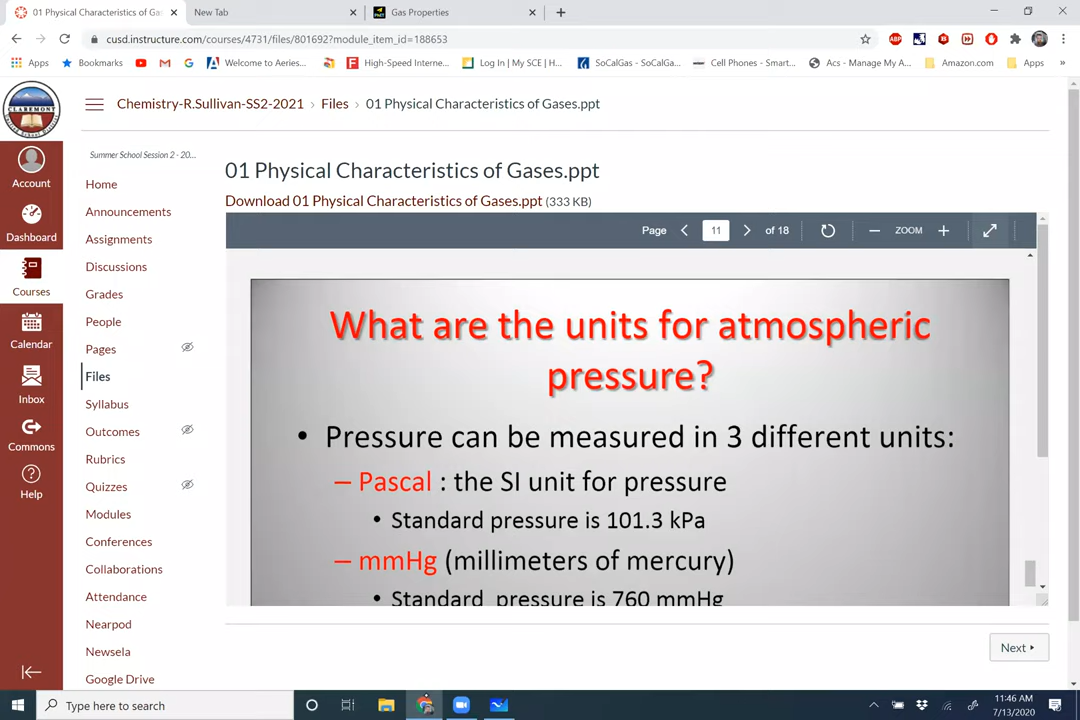 01 Physical Characteristics of Gas
New Tab
Gas Properties
cusd.instructure.com/courses/4731/files/801692?module_item_id=188653
ABP
Apps
Bookmarks
Welcome to Aeries...
High-Speed Interne...
Log In | My SCE | H...
SoCalGas - SoCalGa...
Cell Phones - Smart...
Acs - Manage My A...
Amazon.com
Apps
»
CLAREMONT
Chemistry-R.Sullivan-SS2-2021 › Files › 01 Physical Characteristics of Gases.ppt
Account
Dashboard
Courses
Calendar
Inbox
Commons
Help
Summer School Session 2 - 20...
Home
Announcements
Assignments
Discussions
Grades
People
Pages
Files
Syllabus
Outcomes
Rubrics
Quizzes
Modules
Conferences
Collaborations
Attendance
Nearpod
Newsela
Google Drive
01 Physical Characteristics of Gases.ppt
Download 01 Physical Characteristics of Gases.ppt (333 KB)
Page 11 of 18 ZOOM
What are the units for atmospheric
pressure?
• Pressure can be measured in 3 different units:
– Pascal : the SI unit for pressure
• Standard pressure is 101.3 kPa
– mmHg (millimeters of mercury)
• Standard pressure is 760 mmHg
Next
Type here to search
11:46 AM
7/13/2020